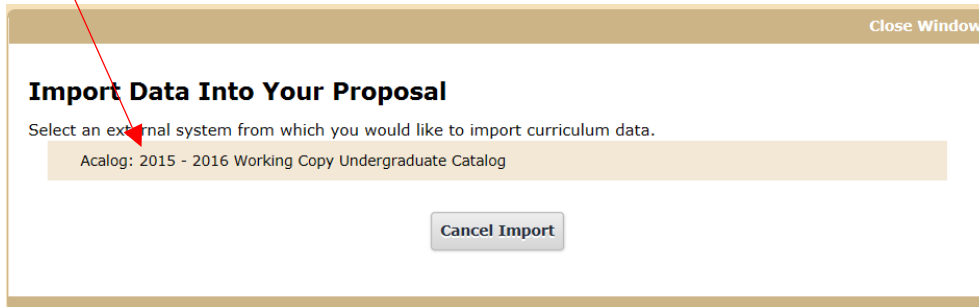 Close Window
Import Data Into Your Proposal
Select an external system from which you would like to import curriculum data.
Acalog: 2015 - 2016 Working Copy Undergraduate Catalog
Cancel Import